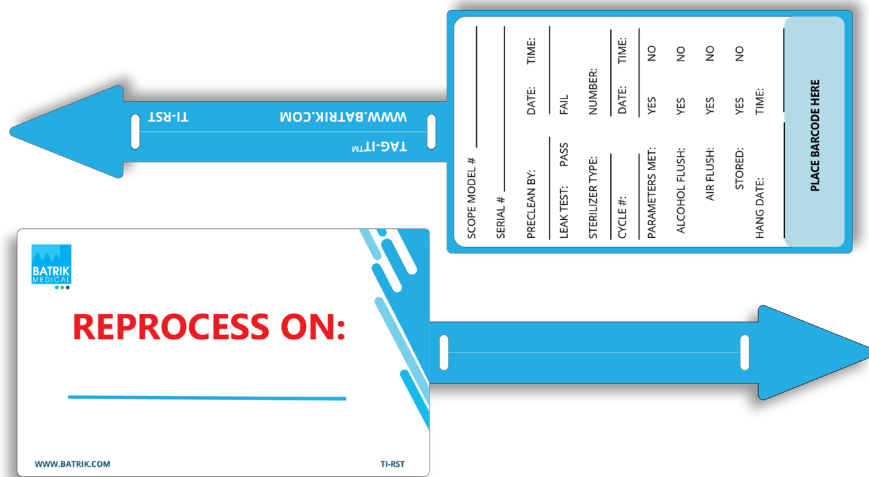 TI-RST
WWW.BATRIK.COM
TAG-IT™
SCOPE MODEL #
SERIAL #
PRECLEAN BY: DATE: TIME:
LEAK TEST: PASS FAIL
STERILIZER TYPE: NUMBER:
CYCLE #: DATE: TIME:
PARAMETERS MET: YES NO
ALCOHOL FLUSH: YES NO
AIR FLUSH: YES NO
STORED: YES NO
HANG DATE: TIME:
PLACE BARCODE HERE
BATRIK
MEDICAL
REPROCESS ON:
WWW.BATRIK.COM
TI-RST